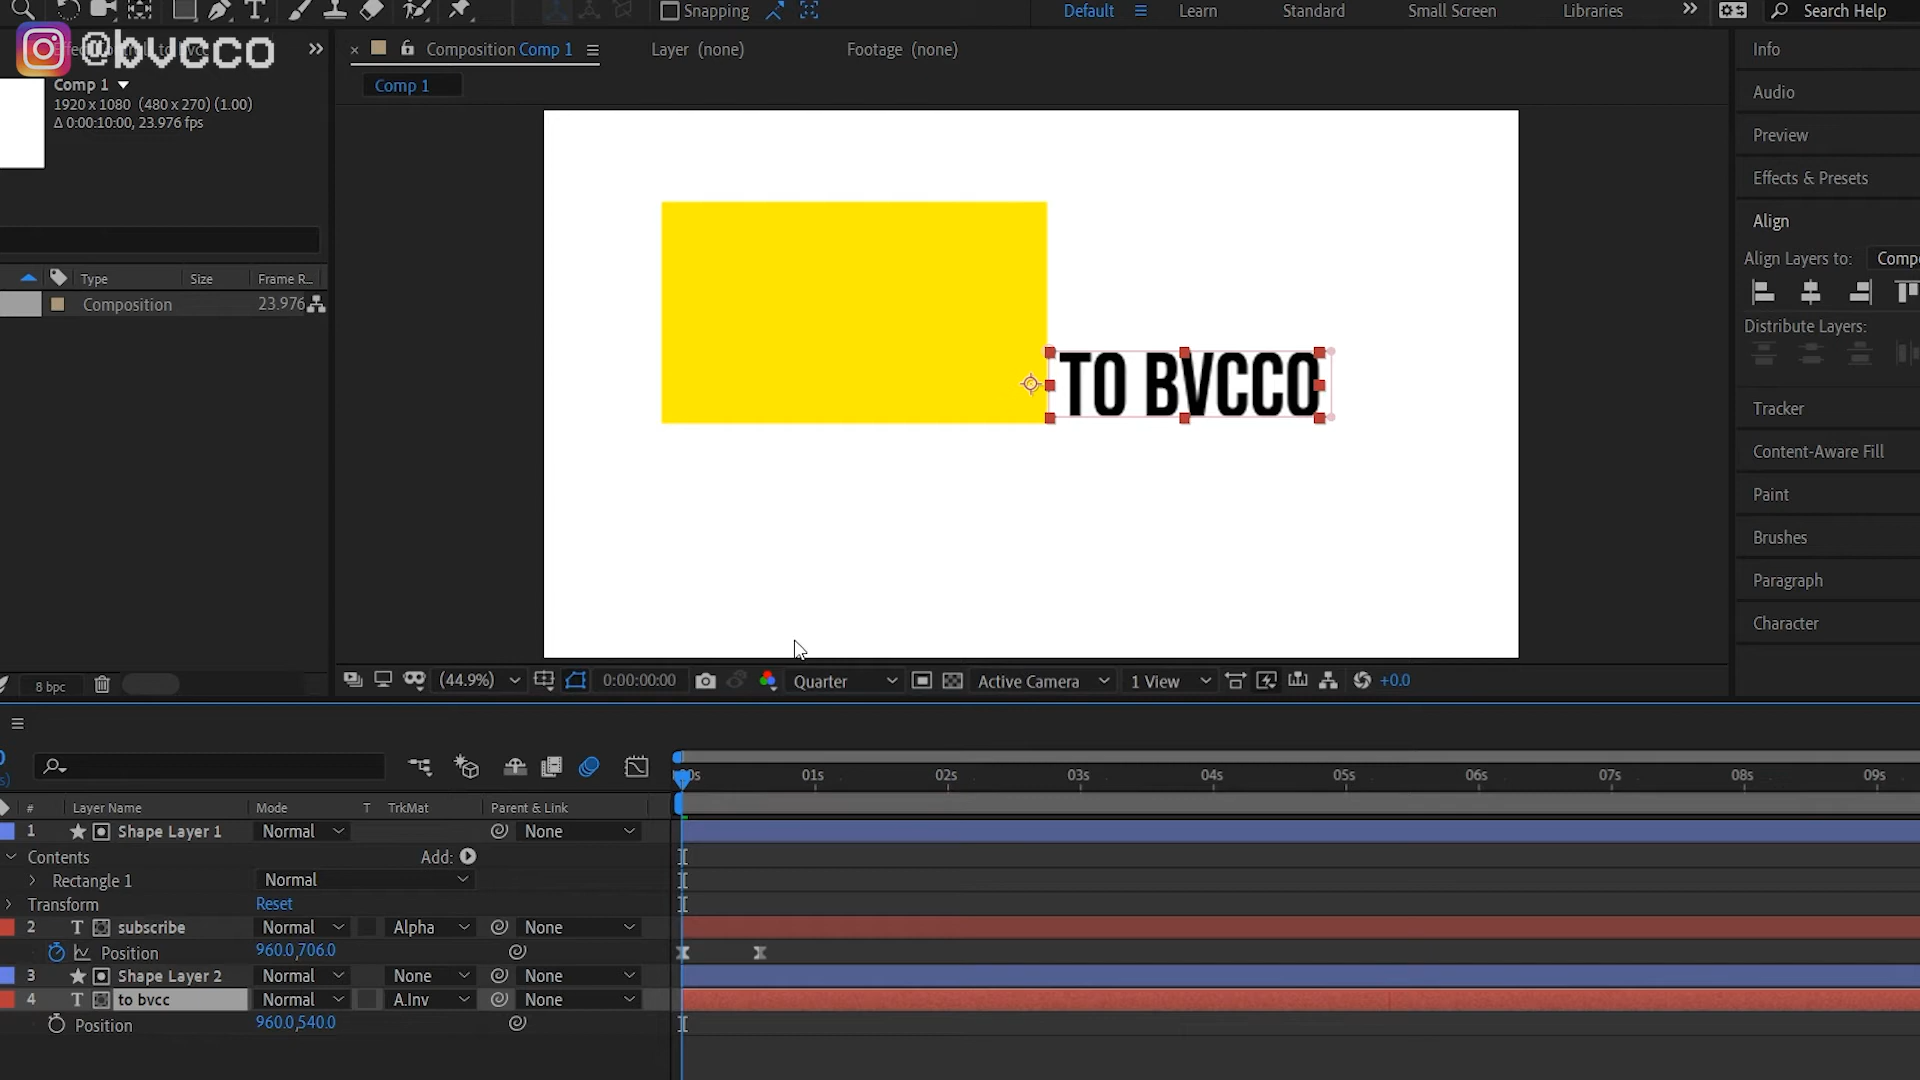 Snapping
Default
Learn
Standard
Small Screen
Libraries
Search Help
@bvcco
Composition Comp 1
Layer (none)
Footage (none)
Comp 1
1920 x 1080 (480 x 270) (1.00)
Δ 0:00:10:00, 23.976 fps
Comp 1
Type
Size
Frame R...
Composition
23.976
8 bpc
TO BVCCO
(44.9%)
0:00:00:00
Quarter
Active Camera
1 View
+0.0
Info
Audio
Preview
Effects & Presets
Align
Align Layers to:
Compo
Distribute Layers:
Tracker
Content-Aware Fill
Paint
Brushes
Paragraph
Character
01s
02s
03s
04s
05s
06s
07s
08s
09s
#
Layer Name
Mode
T
TrkMat
Parent & Link
1
Shape Layer 1
Normal
None
Contents
Add:
Rectangle 1
Normal
Transform
Reset
2
T
subscribe
Normal
Alpha
None
Position
960.0,706.0
3
Shape Layer 2
Normal
None
None
4
T
to bvcc
Normal
A.Inv
None
Position
960.0,540.0